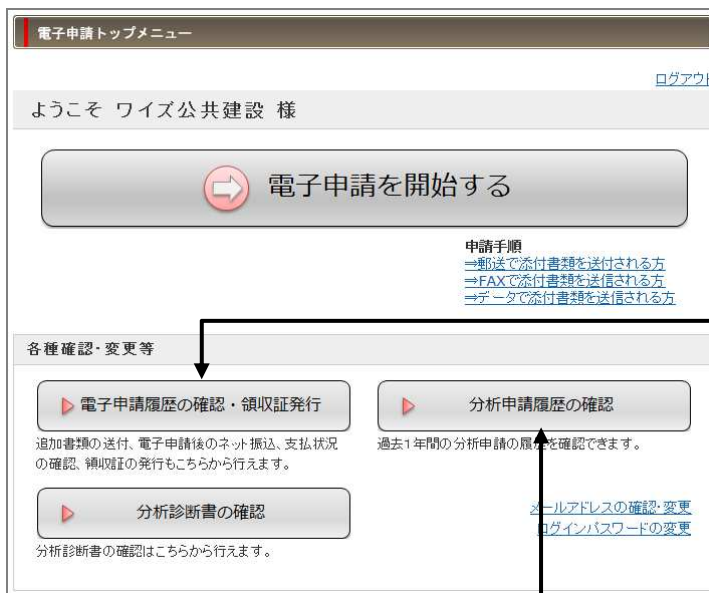 電子申請トップメニュー
ログアウト
ようこそ ワイズ公共建設 様
電子申請を開始する
申請手順
⇒郵送で添付書類を送付される方
⇒FAXで添付書類を送信される方
⇒データで添付書類を送信される方
各種確認・変更等
電子申請履歴の確認・領収証発行
分析申請履歴の確認
追加書類の送付、電子申請後のネット振込、支払状況
の確認、領収証の発行もこちらから行えます。
過去1年間の分析申請の履歴を確認できます。
分析診断書の確認
メールアドレスの確認・変更
ログインパスワードの変更
分析診断書の確認はこちらから行えます。